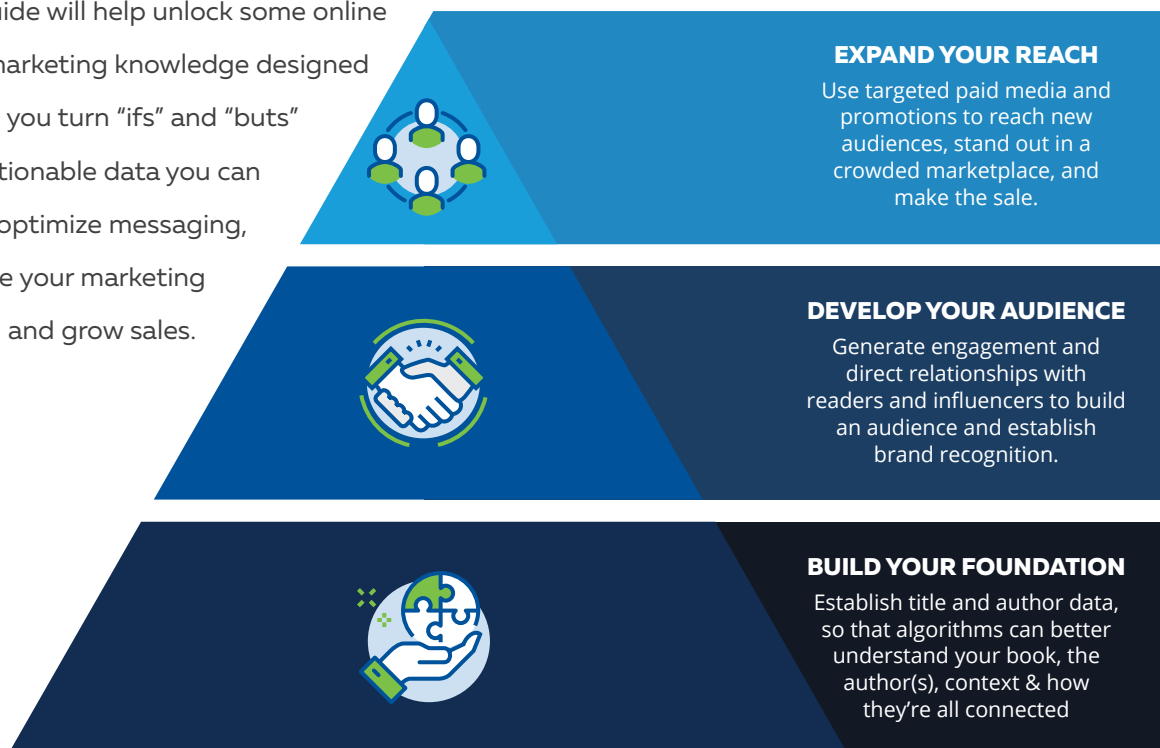 uide will help unlock some online
narketing knowledge designed
you turn “ifs” and “buts”
tionable data you can
optimize messaging,
e your marketing
and grow sales.
EXPAND YOUR REACH
Use targeted paid media and
promotions to reach new
audiences, stand out in a
crowded marketplace, and
make the sale.
DEVELOP YOUR AUDIENCE
Generate engagement and
direct relationships with
readers and influencers to build
an audience and establish
brand recognition.
BUILD YOUR FOUNDATION
Establish title and author data,
so that algorithms can better
understand your book, the
author(s), context & how
they’re all connected